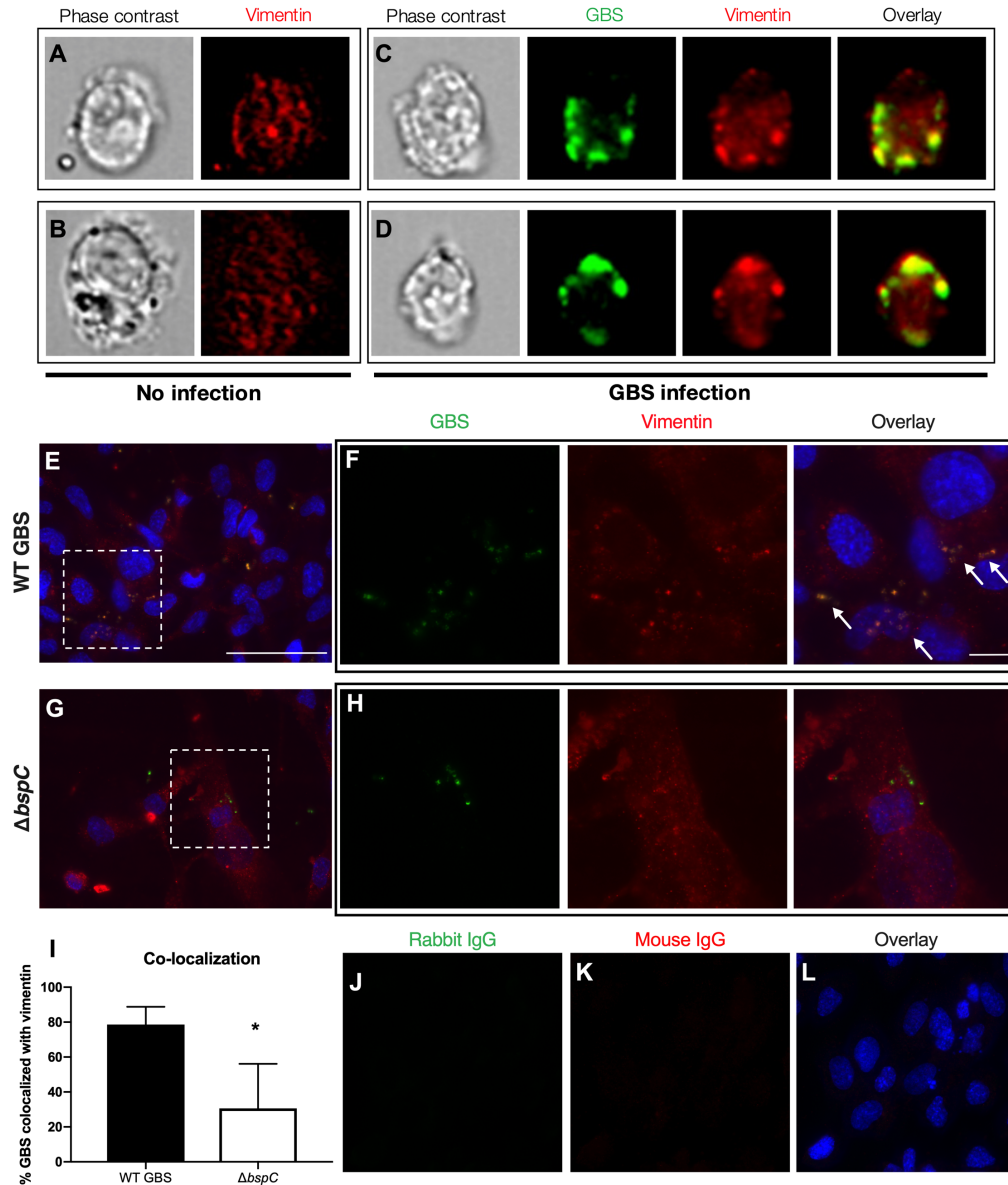 Phase contrast Vimentin Phase contrast GBS Vimentin Overlay
A C
B D
No infection GBS infection
GBS Vimentin Overlay
WT GBS
E F
ΔbspC
G H
I
Co-localization
% GBS colocalized with vimentin
100
80
60
40
20
0
*
WT GBS ΔbspC
Rabbit IgG Mouse IgG Overlay
J K L